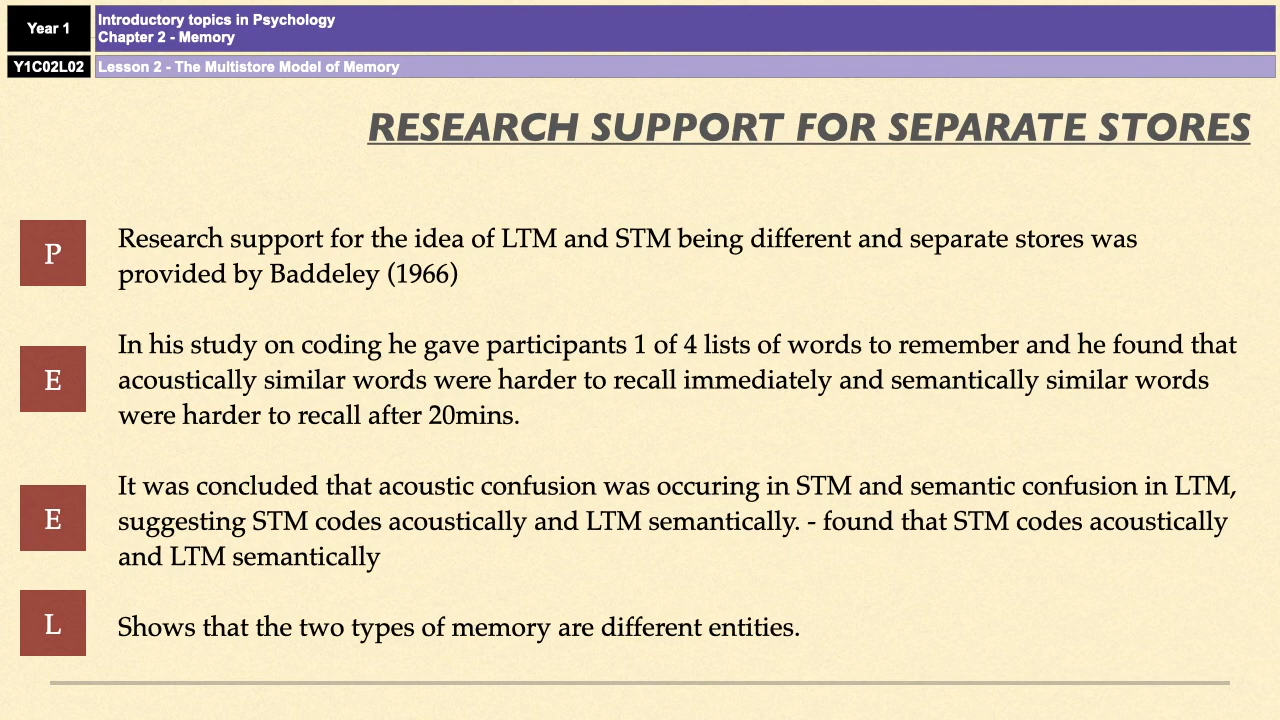 Year 1
Introductory topics in Psychology
Chapter 2 - Memory
Y1C02L02
Lesson 2 - The Multistore Model of Memory
RESEARCH SUPPORT FOR SEPARATE STORES
P
Research support for the idea of LTM and STM being different and separate stores was
provided by Baddeley (1966)
E
In his study on coding he gave participants 1 of 4 lists of words to remember and he found that
acoustically similar words were harder to recall immediately and semantically similar words
were harder to recall after 20mins.
E
It was concluded that acoustic confusion was occuring in STM and semantic confusion in LTM,
suggesting STM codes acoustically and LTM semantically. - found that STM codes acoustically
and LTM semantically
L
Shows that the two types of memory are different entities.